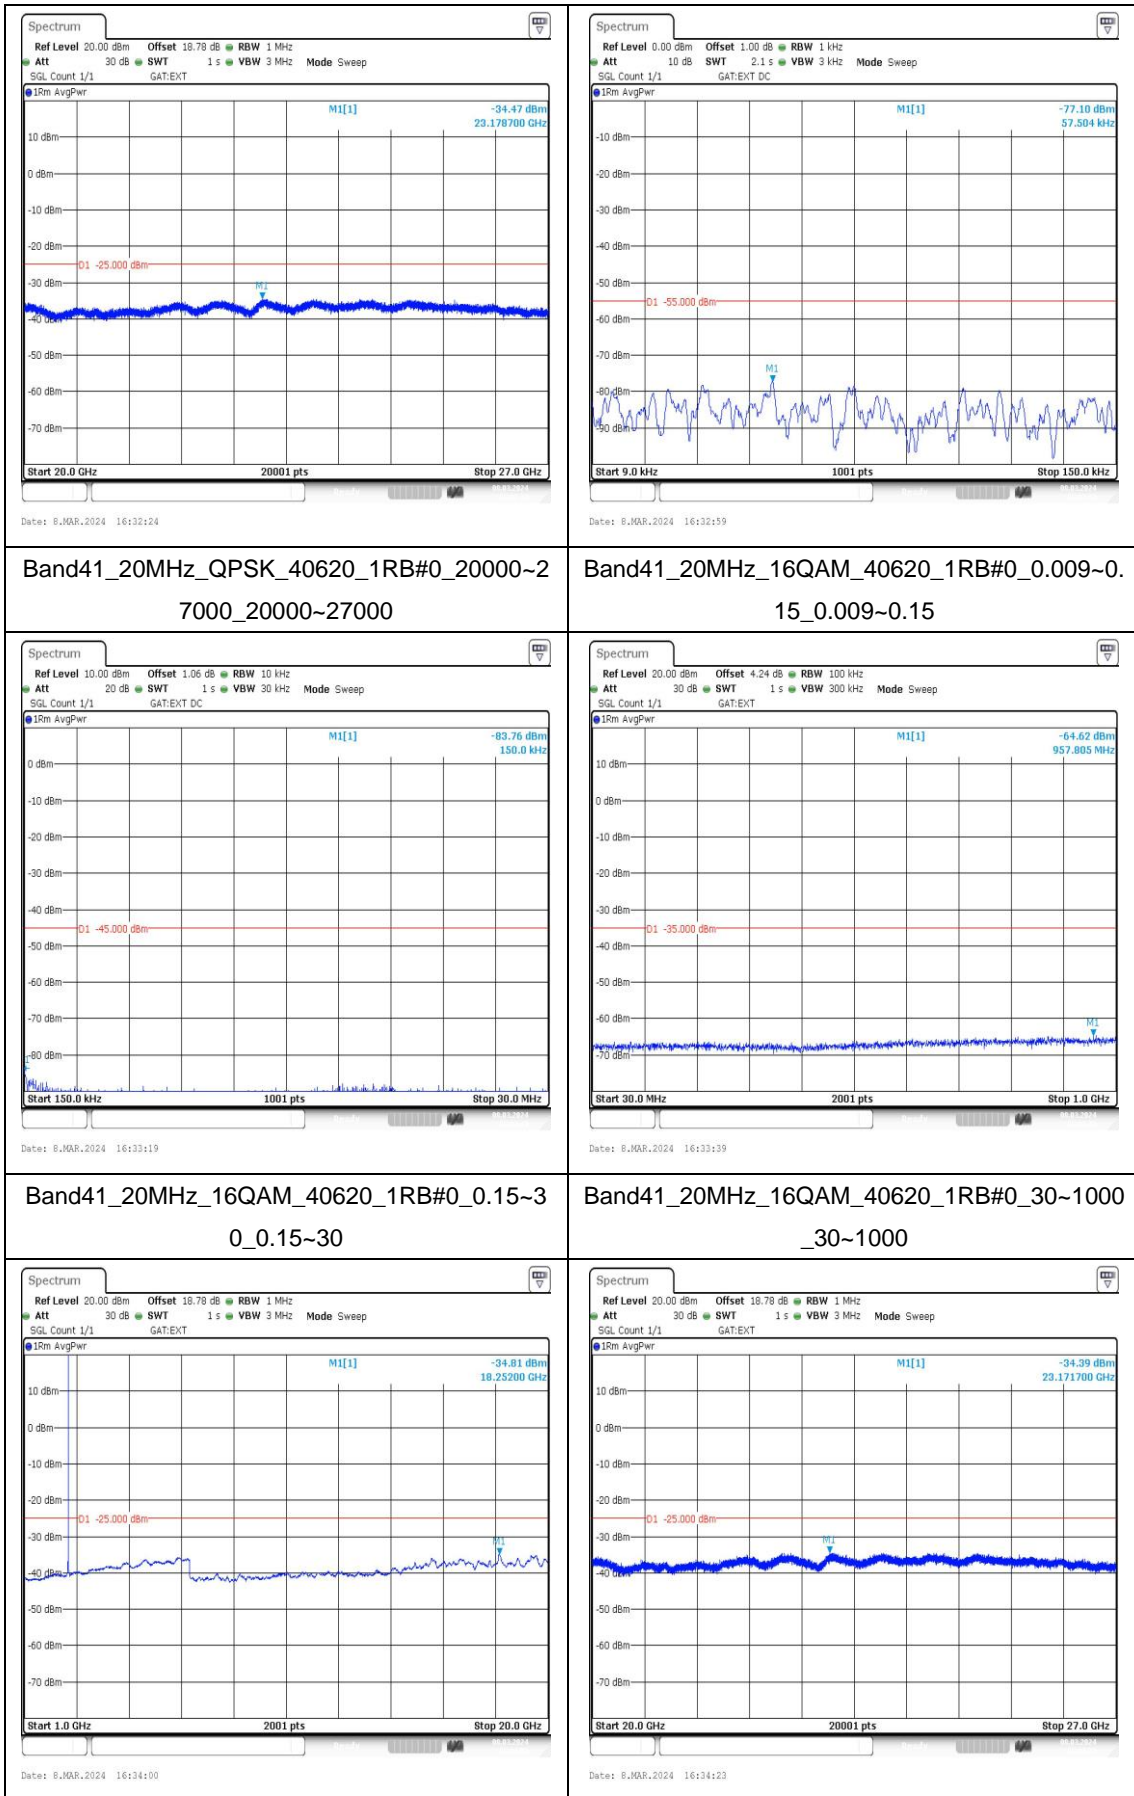 Spectrum
Ref Level 20.00 dBm Offset 18.78 dB RBW 1 MHz
Att 30 dB SWT 1 s VBW 3 MHz Mode Sweep
SGL Count 1/1 GAT:EXT
1Rm AvgPwr
M1[1] -34.47 dBm
23.178700 GHz
10 dBm
0 dBm
-10 dBm
-20 dBm
D1 -25.000 dBm
-30 dBm
M1
-40 dBm
-50 dBm
-60 dBm
-70 dBm
Start 20.0 GHz 20001 pts Stop 27.0 GHz
Date: 8.MAR.2024 16:32:24
Spectrum
Ref Level 0.00 dBm Offset 1.00 dB RBW 1 kHz
Att 10 dB SWT 2.1 s VBW 3 kHz Mode Sweep
SGL Count 1/1 GAT:EXT DC
1Rm AvgPwr
M1[1] -77.10 dBm
57.504 kHz
-10 dBm
-20 dBm
-30 dBm
-40 dBm
-50 dBm
D1 -55.000 dBm
-60 dBm
-70 dBm
M1
-80 dBm
-90 dBm
Start 9.0 kHz 1001 pts Stop 150.0 kHz
Date: 8.MAR.2024 16:32:59
Band41_20MHz_QPSK_40620_1RB#0_20000~2
7000_20000~27000
Band41_20MHz_16QAM_40620_1RB#0_0.009~0.
15_0.009~0.15
Spectrum
Ref Level 10.00 dBm Offset 1.06 dB RBW 10 kHz
Att 20 dB SWT 1 s VBW 30 kHz Mode Sweep
SGL Count 1/1 GAT:EXT DC
1Rm AvgPwr
M1[1] -83.76 dBm
150.0 kHz
0 dBm
-10 dBm
-20 dBm
-30 dBm
-40 dBm
D1 -45.000 dBm
-50 dBm
-60 dBm
-70 dBm
-80 dBm
Start 150.0 kHz 1001 pts Stop 30.0 MHz
Date: 8.MAR.2024 16:33:19
Spectrum
Ref Level 20.00 dBm Offset 4.24 dB RBW 100 kHz
Att 30 dB SWT 1 s VBW 300 kHz Mode Sweep
SGL Count 1/1 GAT:EXT
1Rm AvgPwr
M1[1] -64.62 dBm
957.805 MHz
10 dBm
0 dBm
-10 dBm
-20 dBm
-30 dBm
D1 -35.000 dBm
-40 dBm
-50 dBm
-60 dBm
M1
-70 dBm
Start 30.0 MHz 2001 pts Stop 1.0 GHz
Date: 8.MAR.2024 16:33:39
Band41_20MHz_16QAM_40620_1RB#0_0.15~3
0_0.15~30
Band41_20MHz_16QAM_40620_1RB#0_30~1000
_30~1000
Spectrum
Ref Level 20.00 dBm Offset 18.78 dB RBW 1 MHz
Att 30 dB SWT 1 s VBW 3 MHz Mode Sweep
SGL Count 1/1 GAT:EXT
1Rm AvgPwr
M1[1] -34.81 dBm
18.25200 GHz
10 dBm
0 dBm
-10 dBm
-20 dBm
D1 -25.000 dBm
-30 dBm
M1
-40 dBm
-50 dBm
-60 dBm
-70 dBm
Start 1.0 GHz 2001 pts Stop 20.0 GHz
Date: 8.MAR.2024 16:34:00
Spectrum
Ref Level 20.00 dBm Offset 18.78 dB RBW 1 MHz
Att 30 dB SWT 1 s VBW 3 MHz Mode Sweep
SGL Count 1/1 GAT:EXT
1Rm AvgPwr
M1[1] -34.39 dBm
23.171700 GHz
10 dBm
0 dBm
-10 dBm
-20 dBm
D1 -25.000 dBm
-30 dBm
M1
-40 dBm
-50 dBm
-60 dBm
-70 dBm
Start 20.0 GHz 20001 pts Stop 27.0 GHz
Date: 8.MAR.2024 16:34:23